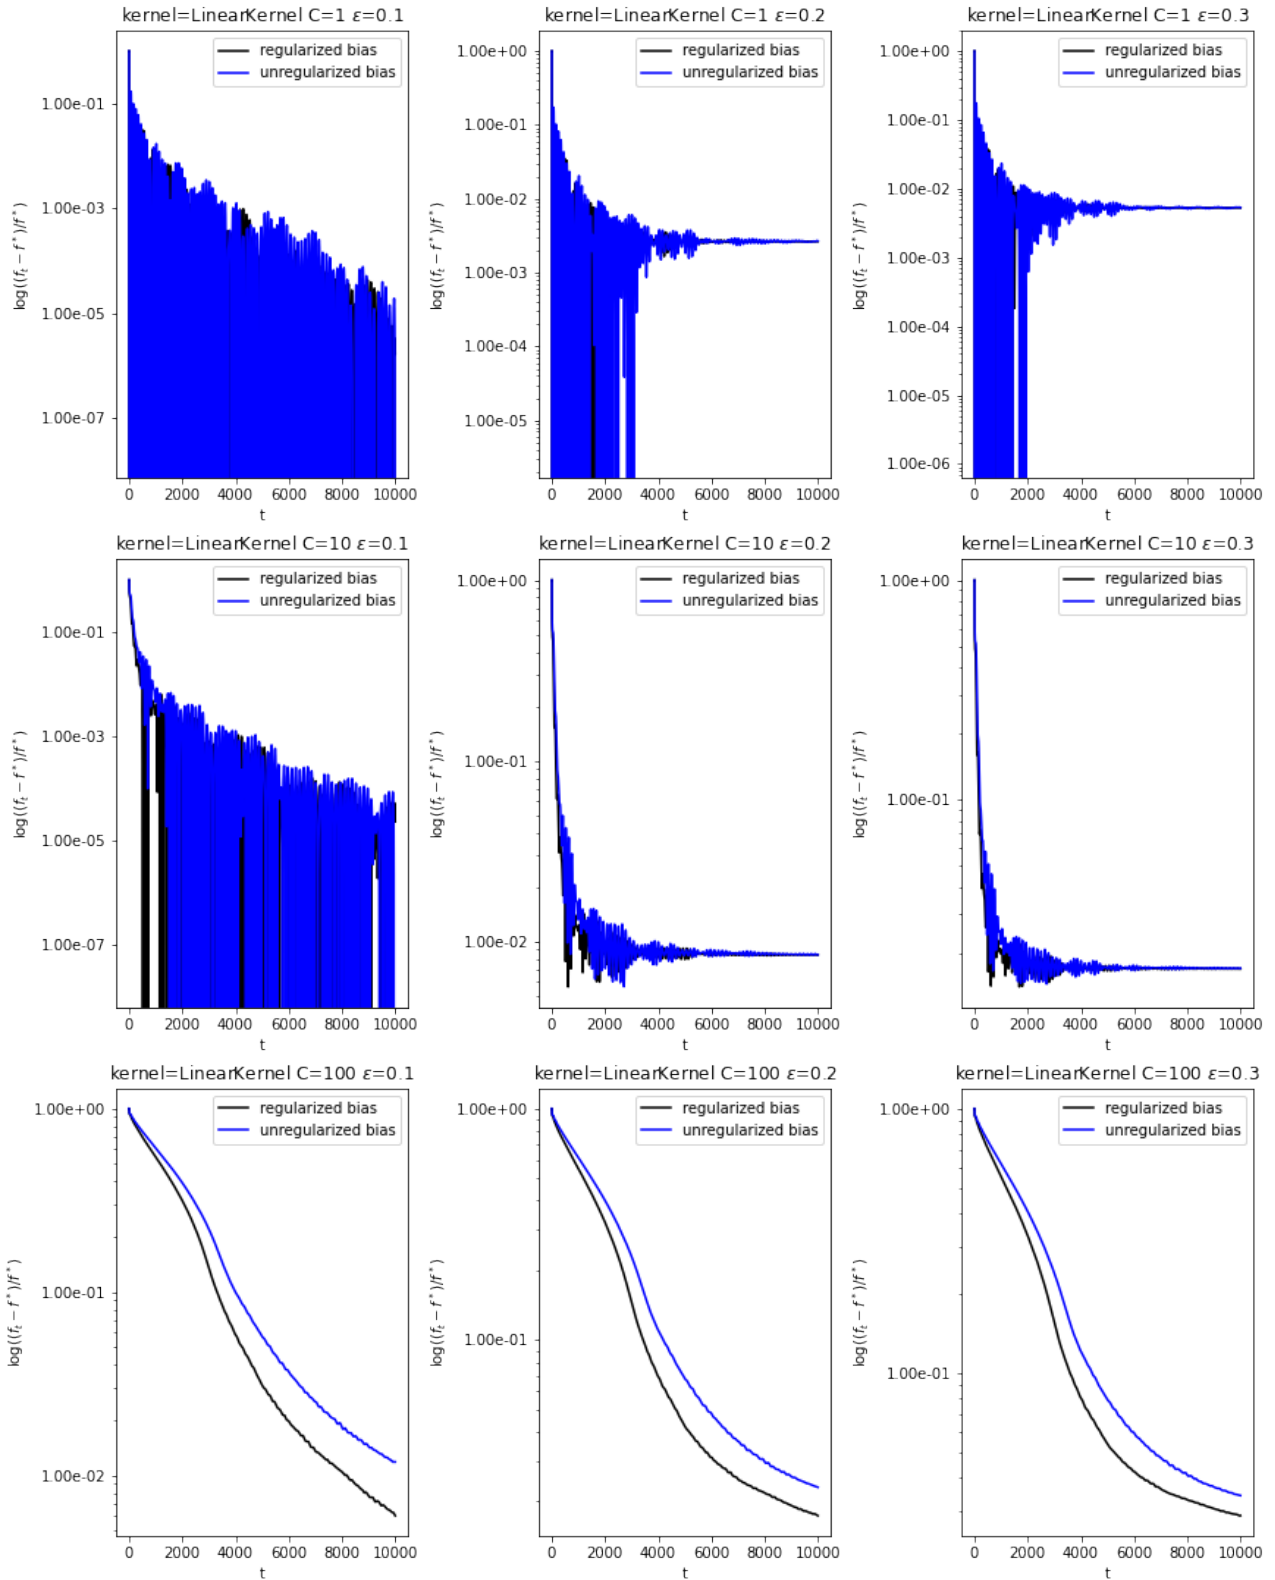 kernel=LinearKernel C=1 ε=0.1
regularized bias
unregularized bias
1.00e-01
1.00e-03
1.00e-05
1.00e-07
log((f_t − f*)/f*)
0 2000 4000 6000 8000 10000
t
kernel=LinearKernel C=1 ε=0.2
regularized bias
unregularized bias
1.00e+00
1.00e-01
1.00e-02
1.00e-03
1.00e-04
1.00e-05
log((f_t − f*)/f*)
0 2000 4000 6000 8000 10000
t
kernel=LinearKernel C=1 ε=0.3
regularized bias
unregularized bias
1.00e+00
1.00e-01
1.00e-02
1.00e-03
1.00e-04
1.00e-05
1.00e-06
log((f_t − f*)/f*)
0 2000 4000 6000 8000 10000
t
kernel=LinearKernel C=10 ε=0.1
regularized bias
unregularized bias
1.00e-01
1.00e-03
1.00e-05
1.00e-07
log((f_t − f*)/f*)
0 2000 4000 6000 8000 10000
t
kernel=LinearKernel C=10 ε=0.2
regularized bias
unregularized bias
1.00e+00
1.00e-01
1.00e-02
log((f_t − f*)/f*)
0 2000 4000 6000 8000 10000
t
kernel=LinearKernel C=10 ε=0.3
regularized bias
unregularized bias
1.00e+00
1.00e-01
log((f_t − f*)/f*)
0 2000 4000 6000 8000 10000
t
kernel=LinearKernel C=100 ε=0.1
regularized bias
unregularized bias
1.00e+00
1.00e-01
1.00e-02
log((f_t − f*)/f*)
0 2000 4000 6000 8000 10000
t
kernel=LinearKernel C=100 ε=0.2
regularized bias
unregularized bias
1.00e+00
1.00e-01
log((f_t − f*)/f*)
0 2000 4000 6000 8000 10000
t
kernel=LinearKernel C=100 ε=0.3
regularized bias
unregularized bias
1.00e+00
1.00e-01
log((f_t − f*)/f*)
0 2000 4000 6000 8000 10000
t